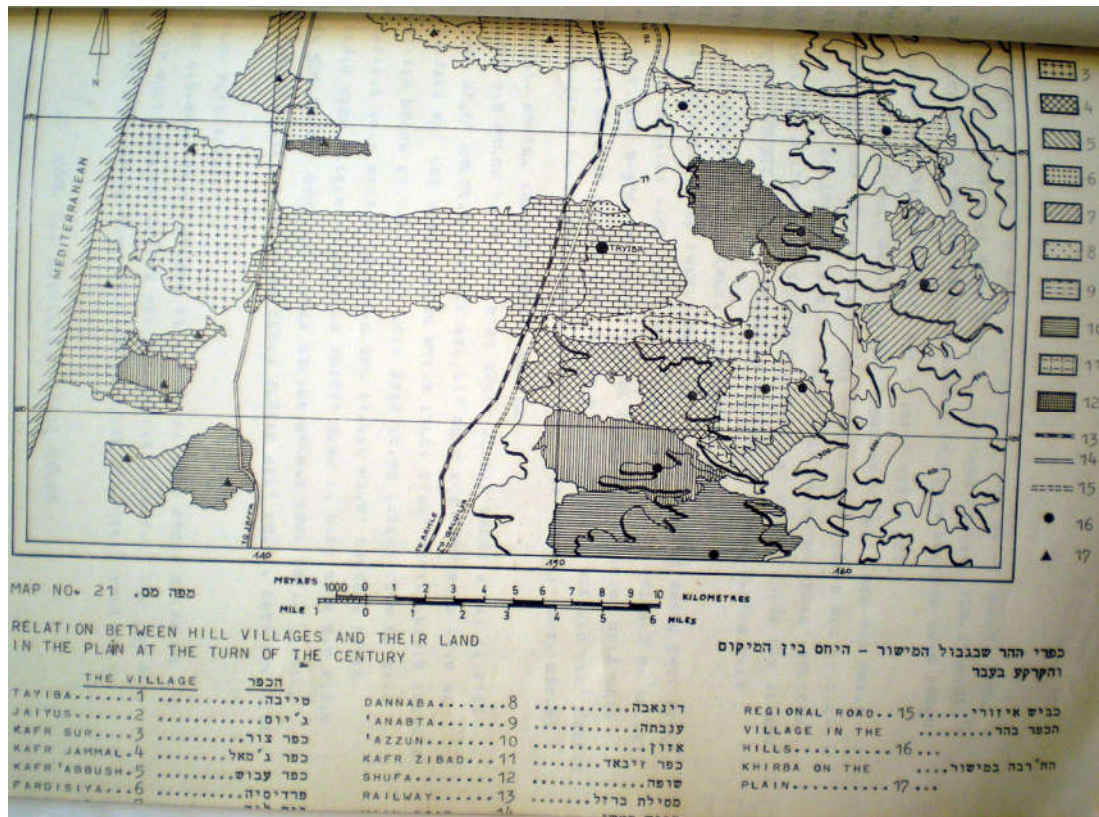 N
MEDITERRANEAN
TAYIBA
TO JAFFA
TO RAMLE
140
150
160
3
4
5
6
7
8
9
10
11
12
13
14
15
16
17
MAP NO. 21 מפה מס.
METRES 1000 0 1 2 3 4 5 6 7 8 9 10 KILOMETRES
MILE 1 0 1 2 3 4 5 6 MILES
RELATION BETWEEN HILL VILLAGES AND THEIR LAND
IN THE PLAIN AT THE TURN OF THE CENTURY
כפרי ההר שבגבול המישור - היחס בין המיקום
והקרקע בעבר
THE VILLAGE הכפר
TAYIBA......1............טייבה
JAIYUS......2............ג'יוס
KAFR SUR....3............כפר צור
KAFR JAMMAL.4............כפר ג'מאל
KAFR'ABBUSH.5............כפר עבוש
FARDISIYA...6............פרדיסיה
DANNABA.......8............דינאבה
'ANABTA.......9............ענבתה
'AZZUN.......10............אזון
KAFR ZIBAD...11............כפר זיבאד
SHUFA........12............שופה
RAILWAY......13............מסילת ברזל
REGIONAL ROAD..15.......כביש איזורי
VILLAGE IN THE ........הכפר בהר
HILLS.........16...
KHIRBA ON THE ....הח'רבה במישור
PLAIN.........17...